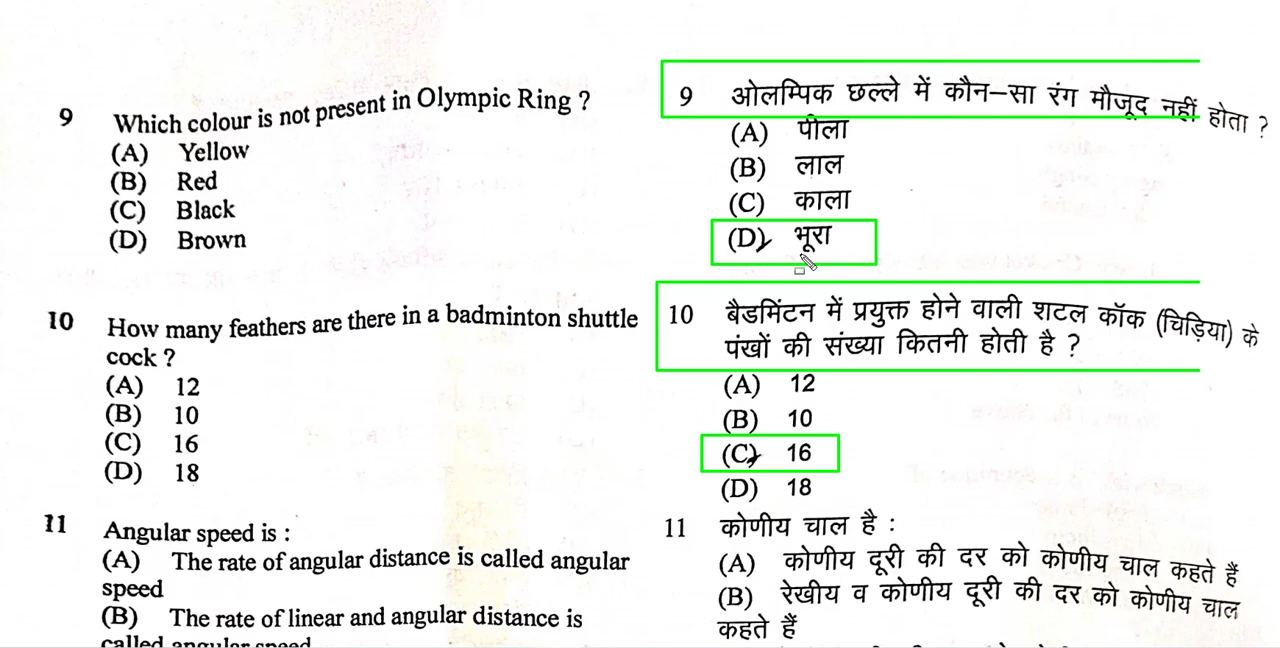 9 Which colour is not present in Olympic Ring ?
(A) Yellow
(B) Red
(C) Black
(D) Brown
10 How many feathers are there in a badminton shuttle
cock ?
(A) 12
(B) 10
(C) 16
(D) 18
11 Angular speed is :
(A) The rate of angular distance is called angular
speed
(B) The rate of linear and angular distance is
called angular speed
9 ओलम्पिक छल्ले में कौन–सा रंग मौजूद नहीं होता ?
(A) पीला
(B) लाल
(C) काला
(D) भूरा
10 बैडमिंटन में प्रयुक्त होने वाली शटल कॉक (चिड़िया) के
पंखों की संख्या कितनी होती है ?
(A) 12
(B) 10
(C) 16
(D) 18
11 कोणीय चाल है :
(A) कोणीय दूरी की दर को कोणीय चाल कहते हैं
(B) रेखीय व कोणीय दूरी की दर को कोणीय चाल
कहते हैं